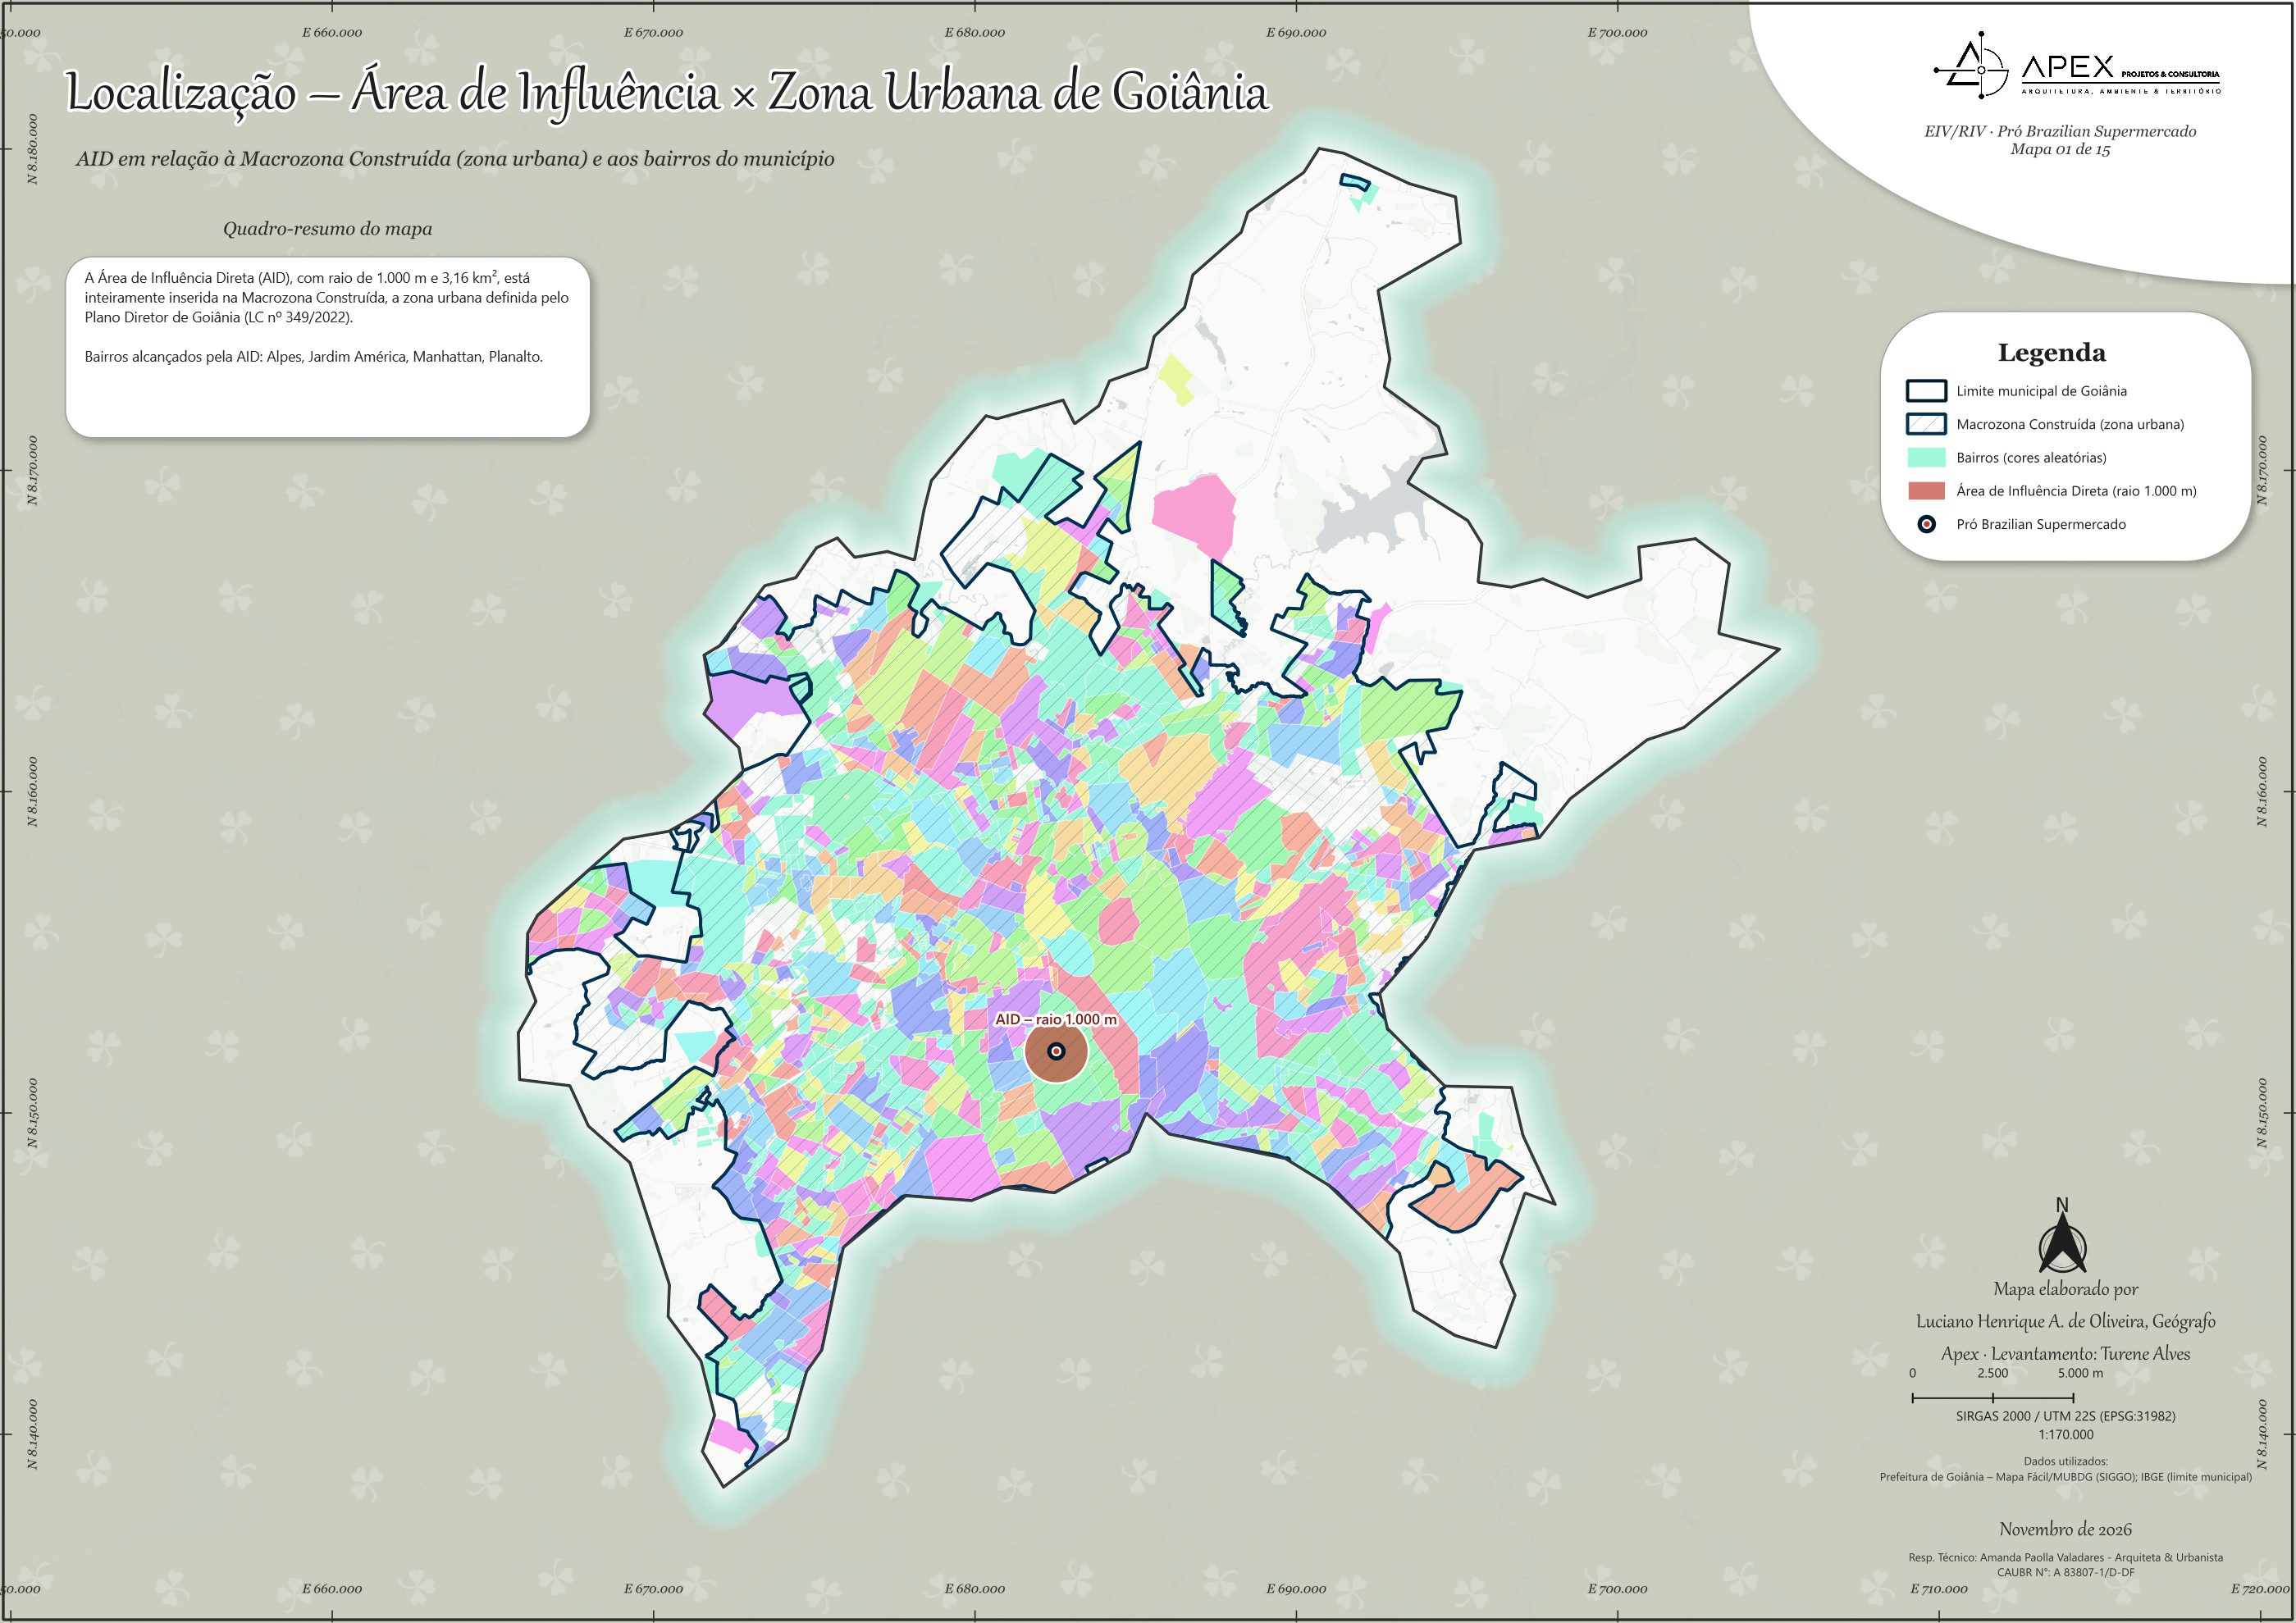 50.000
E 660.000
E 670.000
E 680.000
E 690.000
E 700.000
Localização – Área de Influência × Zona Urbana de Goiânia
AID em relação à Macrozona Construída (zona urbana) e aos bairros do município
APEX PROJETOS & CONSULTORIA
ARQUITETURA, AMBIENTE & TERRITÓRIO
EIV/RIV · Pró Brazilian Supermercado
Mapa 01 de 15
Quadro-resumo do mapa
A Área de Influência Direta (AID), com raio de 1.000 m e 3,16 km², está
inteiramente inserida na Macrozona Construída, a zona urbana definida pelo
Plano Diretor de Goiânia (LC nº 349/2022).
Bairros alcançados pela AID: Alpes, Jardim América, Manhattan, Planalto.
Legenda
Limite municipal de Goiânia
Macrozona Construída (zona urbana)
Bairros (cores aleatórias)
Área de Influência Direta (raio 1.000 m)
Pró Brazilian Supermercado
N 8.180.000
N 8.170.000
N 8.160.000
N 8.150.000
N 8.140.000
N 8.170.000
N 8.160.000
N 8.150.000
N 8.140.000
AID – raio 1.000 m
N
Mapa elaborado por
Luciano Henrique A. de Oliveira, Geógrafo
Apex · Levantamento: Turene Alves
0 2.500 5.000 m
SIRGAS 2000 / UTM 22S (EPSG:31982)
1:170.000
Dados utilizados:
Prefeitura de Goiânia – Mapa Fácil/MUBDG (SIGGO); IBGE (limite municipal)
Novembro de 2026
Resp. Técnico: Amanda Paolla Valadares - Arquiteta & Urbanista
CAUBR N°: A 83807-1/D-DF
50.000
E 660.000
E 670.000
E 680.000
E 690.000
E 700.000
E 710.000
E 720.000